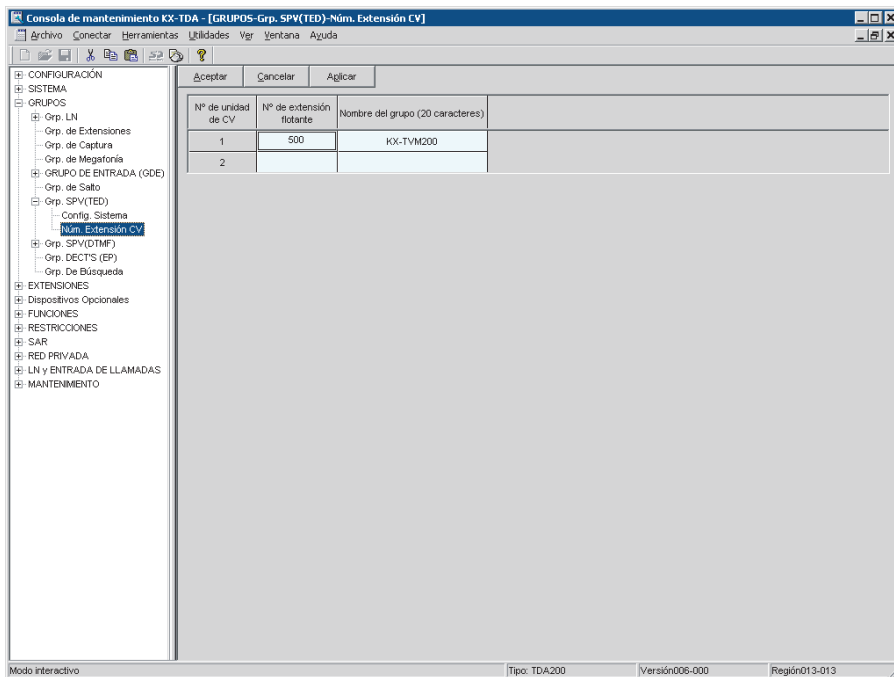 Consola de mantenimiento KX-TDA - [GRUPOS-Grp. SPV(TED)-Núm. Extensión CV]
Archivo Conectar Herramientas Utilidades Ver Ventana Ayuda
CONFIGURACIÓN
SISTEMA
GRUPOS
Grp. LN
Grp. de Extensiones
Grp. de Captura
Grp. de Megafonía
GRUPO DE ENTRADA (GDE)
Grp. de Salto
Grp. SPV(TED)
Config. Sistema
Núm. Extensión CV
Grp. SPV(DTMF)
Grp. DECT'S (EP)
Grp. De Búsqueda
EXTENSIONES
Dispositivos Opcionales
FUNCIONES
RESTRICCIONES
SAR
RED PRIVADA
LN y ENTRADA DE LLAMADAS
MANTENIMIENTO
Aceptar Cancelar Aplicar
Nº de unidad de CV
Nº de extensión flotante
Nombre del grupo (20 caracteres)
1 500 KX-TVM200
2
Modo interactivo Tipo: TDA200 Versión006-000 Región013-013